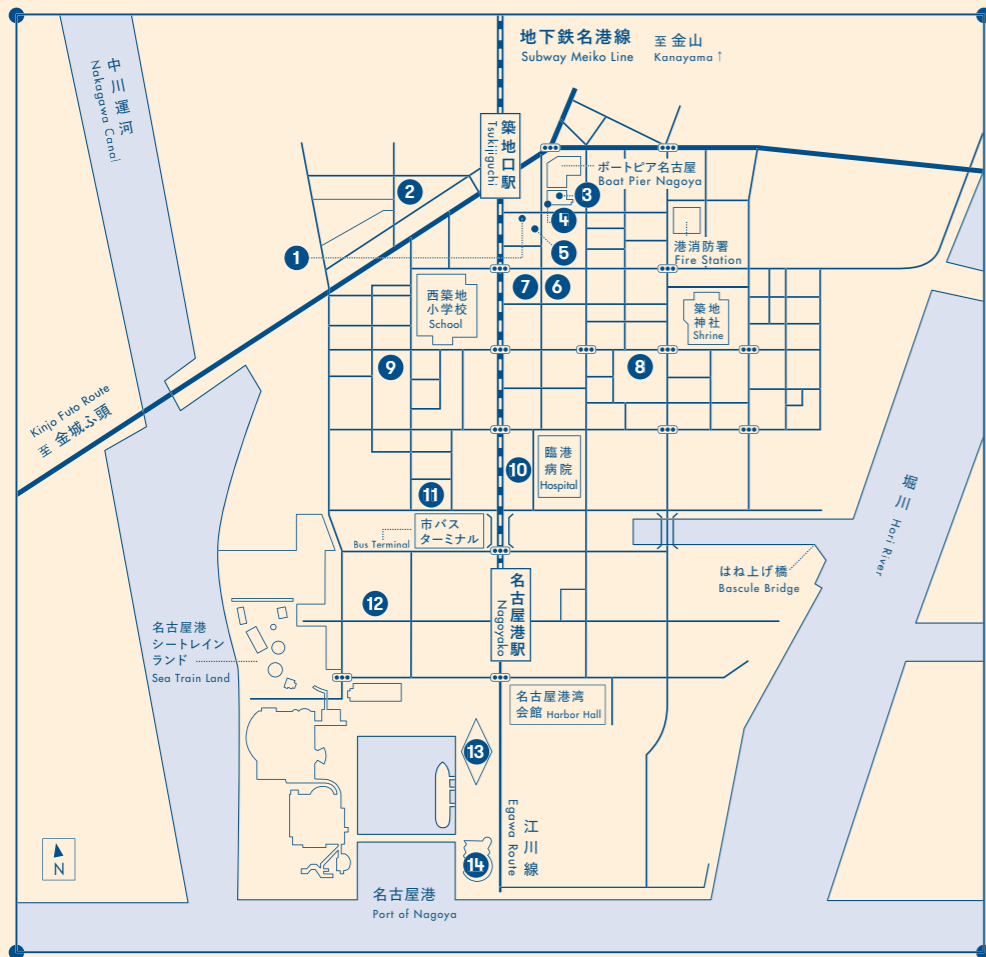 地下鉄名港線 至 金山
Subway Meiko Line Kanayama ↑
中川運河
Nakagawa Canal
築地口駅
Tsukijiguchi
ボートピア名古屋
Boat Pier Nagoya
2
3
4
1
5
港消防署
Fire Station
7
6
西築地
小学校
School
築地
神社
Shrine
9
8
Kinjo Futo Route
至 金城ふ頭
10
臨港
病院
Hospital
11
市バス
ターミナル
Bus Terminal
堀川 Hori River
はね上げ橋
Bascule Bridge
名古屋港駅
Nagoyako
12
名古屋港
シートレイン
ランド
Sea Train Land
名古屋港湾
会館 Harbor Hall
13
江川線
Egawa Route
14
N
名古屋港
Port of Nagoya